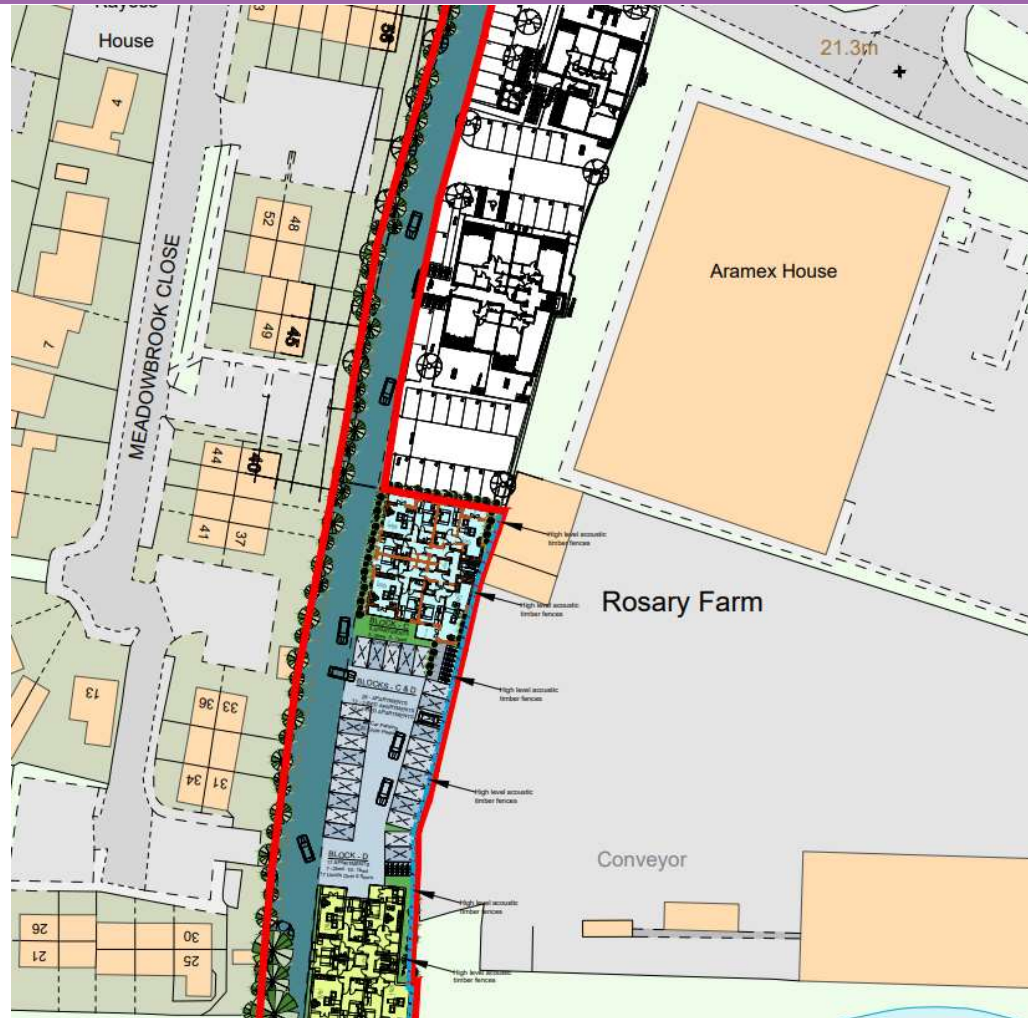 House
4
38
21.3m
52
48
49
45
7
MEADOWBROOK CLOSE
Aramex House
44
40
41
37
High level acoustic
timber fences
High level acoustic
timber fences
Rosary Farm
BLOCK - C
High level acoustic
timber fences
BLOCKS - C & D
13
36
33
34
31
High level acoustic
timber fences
BLOCK - D
Conveyor
High level acoustic
timber fences
26
21
30
25
High level acoustic
timber fences